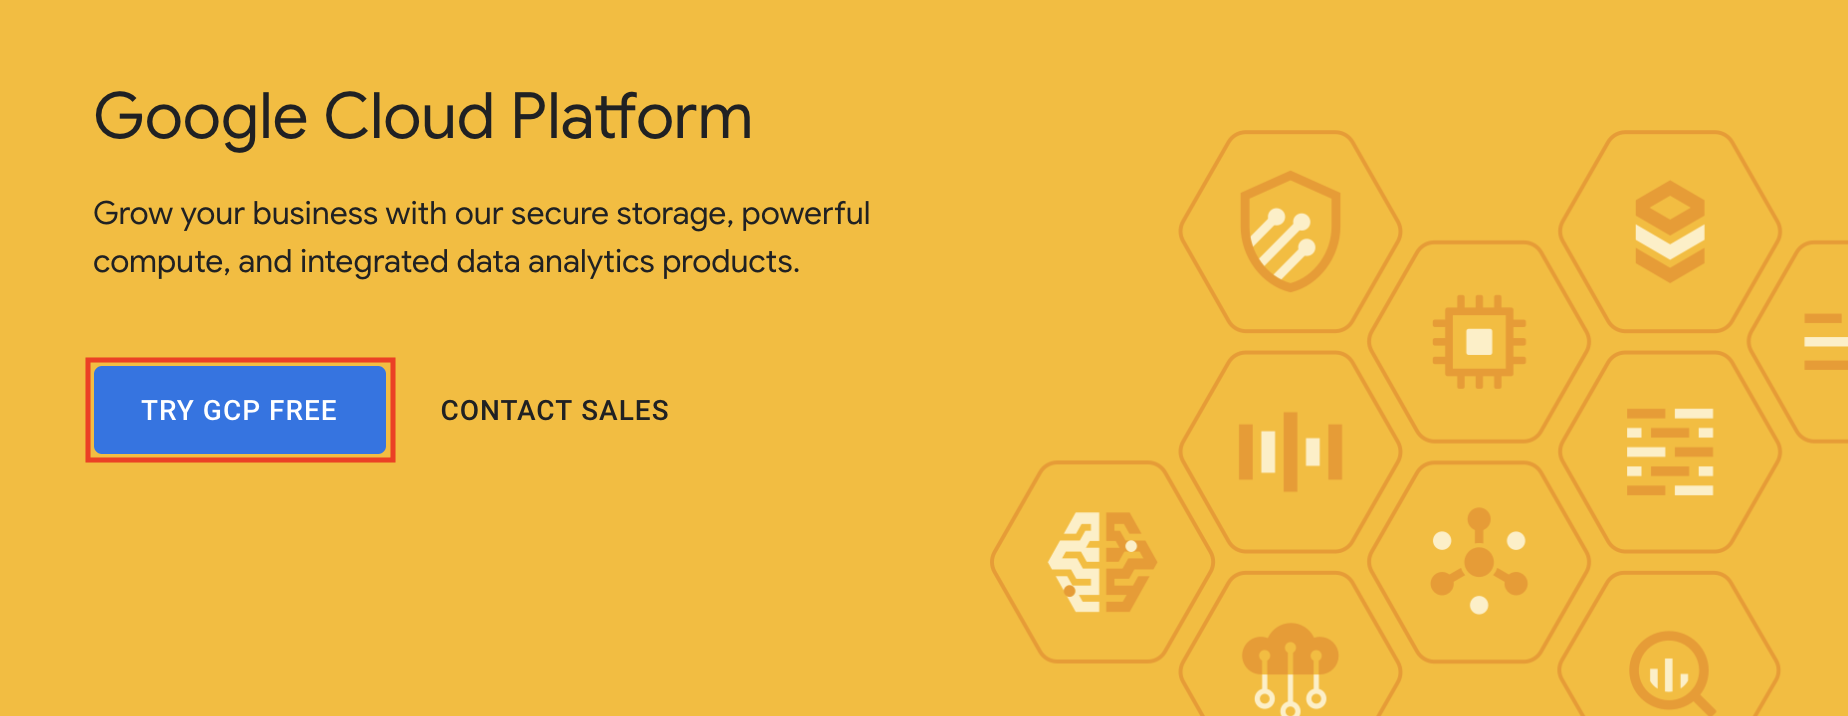 Google Cloud Platform
Grow your business with our secure storage, powerful
compute, and integrated data analytics products.
TRY GCP FREE
CONTACT SALES